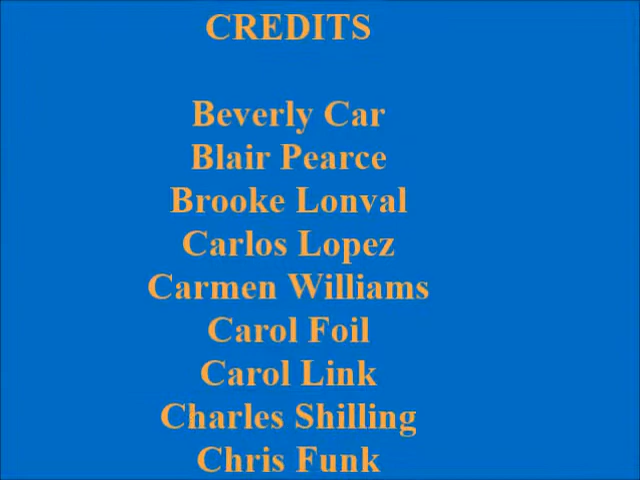 CREDITS
Beverly Car
Blair Pearce
Brooke Lonval
Carlos Lopez
Carmen Williams
Carol Foil
Carol Link
Charles Shilling
Chris Funk